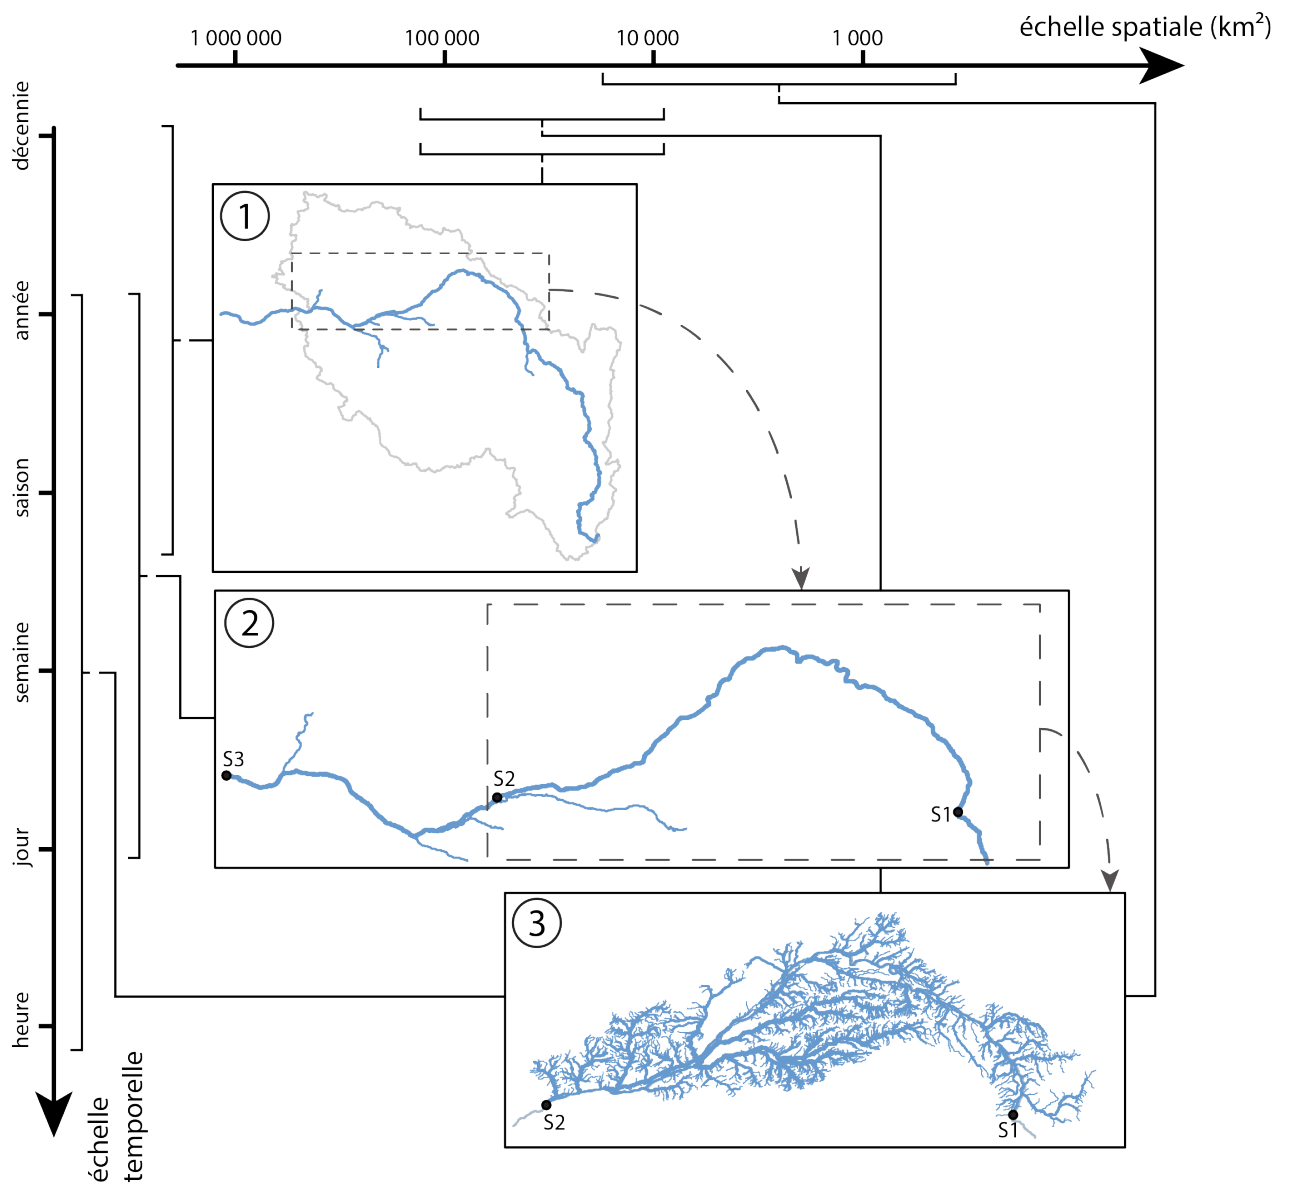 échelle spatiale (km²)
1 000 000
100 000
10 000
1 000
décennie
année
saison
semaine
jour
heure
échelle
temporelle
1
2
S3
S2
S1
3
S2
S1